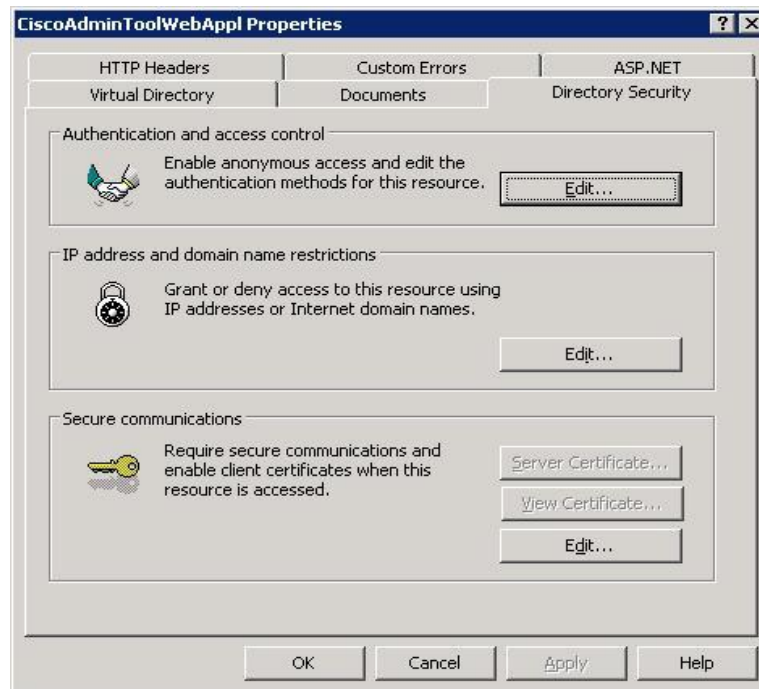 CiscoAdminToolWebAppl Properties
HTTP Headers
Custom Errors
ASP.NET
Virtual Directory
Documents
Directory Security
Authentication and access control
Enable anonymous access and edit the
authentication methods for this resource.
Edit...
IP address and domain name restrictions
Grant or deny access to this resource using
IP addresses or Internet domain names.
Edit...
Secure communications
Require secure communications and
enable client certificates when this
resource is accessed.
Server Certificate...
View Certificate...
Edit...
OK
Cancel
Apply
Help